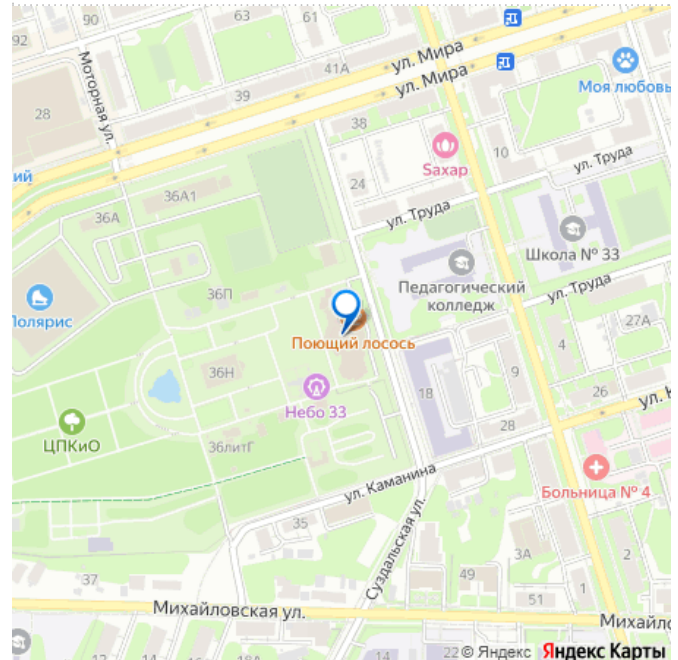 63
61
90
92
41А
ул. Мира
ул. Мира
Моторная ул.
39
28
38
Моя любовь
10
Saxap
ул. Труда
24
36А1
36А
ул. Труда
Школа № 33
Педагогический
колледж
ул. Труда
Полярис
36П
27А
4
Поющий лосось
36Н
18
9
Небо 33
26
28
ЦПКиО
36литГ
ул. Каманина
Больница № 4
35
Суздальская ул.
3А
2
37
49
1
51
Михайловская ул.
14
22
© Яндекс
Яндекс Карты